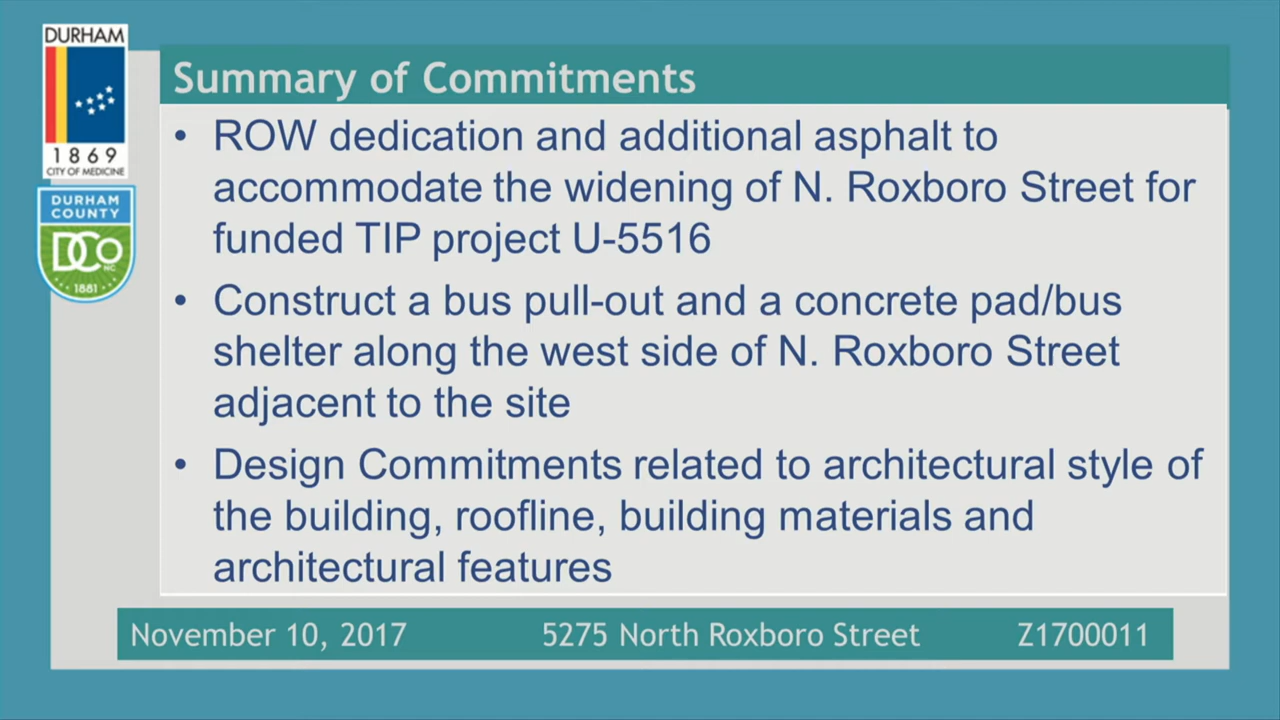 DURHAM
1869
CITY OF MEDICINE
DURHAM
COUNTY
DCo
NC
1881
Summary of Commitments
• ROW dedication and additional asphalt to
accommodate the widening of N. Roxboro Street for
funded TIP project U-5516
• Construct a bus pull-out and a concrete pad/bus
shelter along the west side of N. Roxboro Street
adjacent to the site
• Design Commitments related to architectural style of
the building, roofline, building materials and
architectural features
November 10, 2017 5275 North Roxboro Street Z1700011